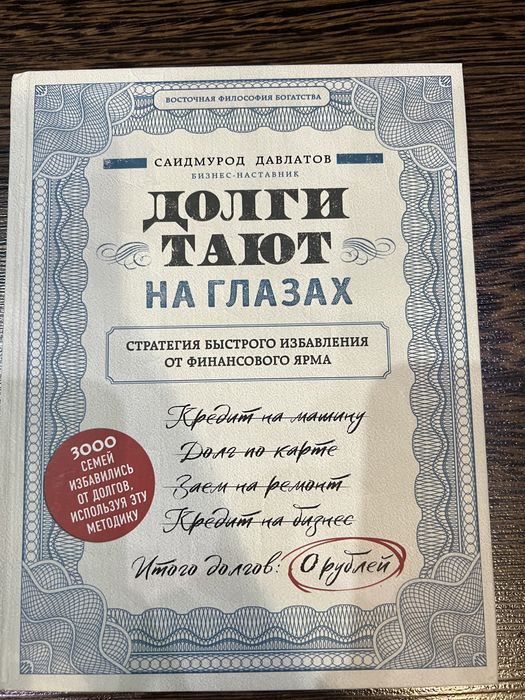 ВОСТОЧНАЯ ФИЛОСОФИЯ БОГАТСТВА
САИДМУРОД ДАВЛАТОВ
БИЗНЕС-НАСТАВНИК
ДОЛГИ
ТАЮТ
НА ГЛАЗАХ
СТРАТЕГИЯ БЫСТРОГО ИЗБАВЛЕНИЯ
ОТ ФИНАНСОВОГО ЯРМА
Кредит на машину
Долг по карте
Заем на ремонт
Кредит на бизнес
Итого долгов: 0 рублей
3000
СЕМЕЙ
ИЗБАВИЛИСЬ
ОТ ДОЛГОВ,
ИСПОЛЬЗУЯ ЭТУ
МЕТОДИКУ